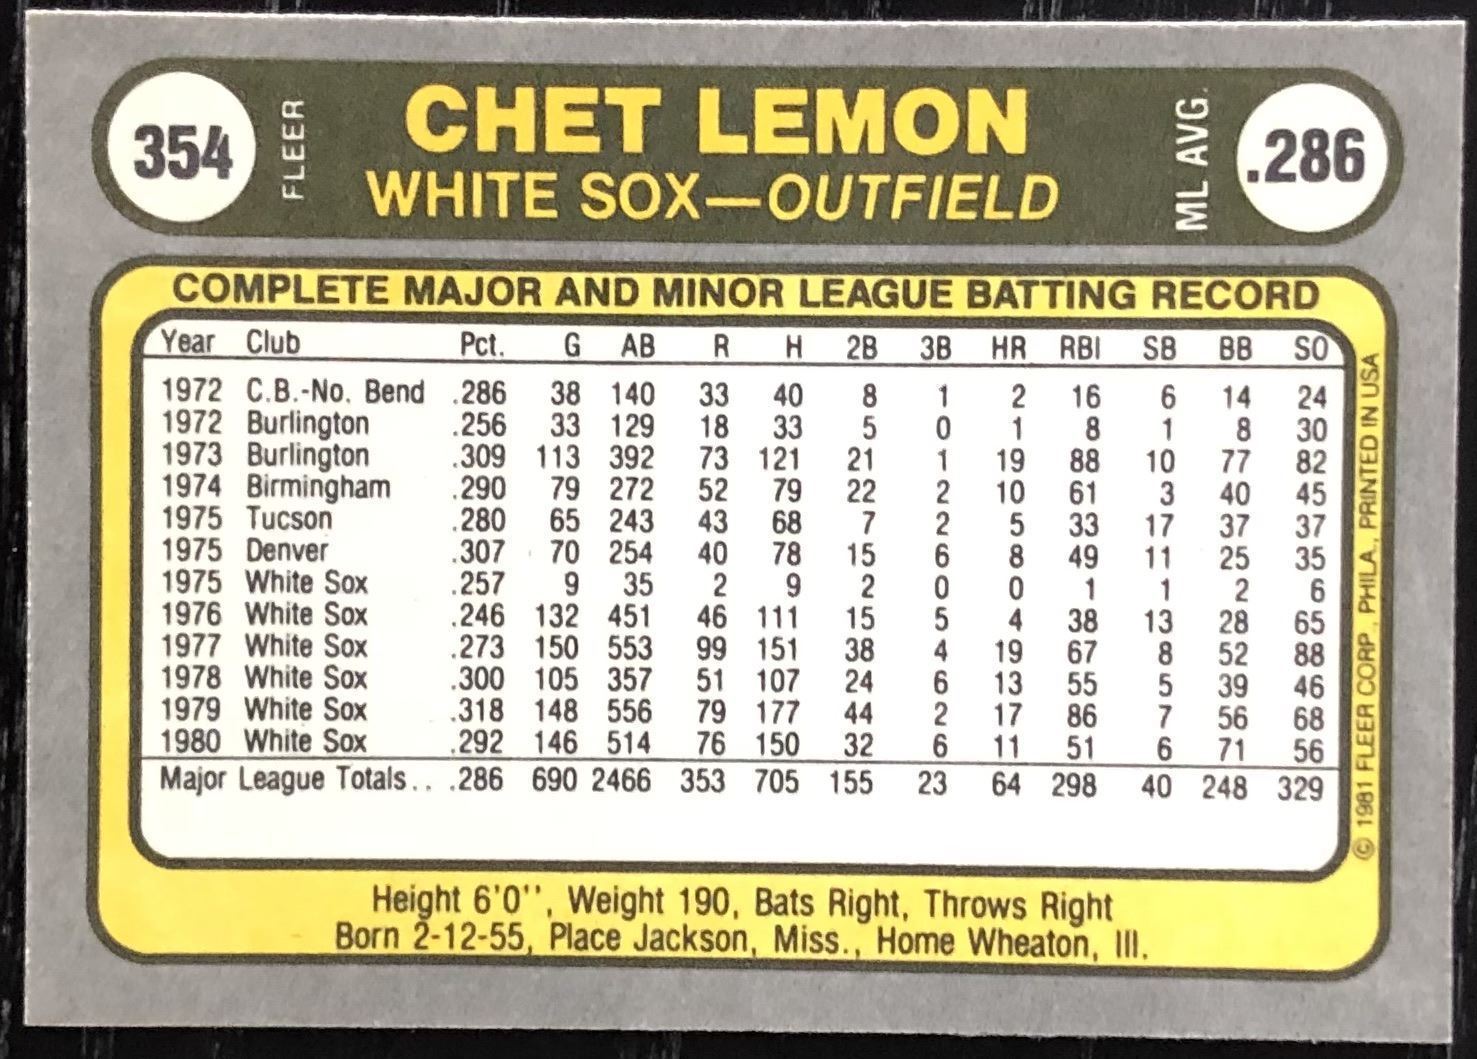 354
FLEER
CHET LEMON
WHITE SOX—OUTFIELD
ML AVG.
.286
COMPLETE MAJOR AND MINOR LEAGUE BATTING RECORD
Year Club Pct. G AB R H 2B 3B HR RBI SB BB SO
1972 C.B.-No. Bend .286 38 140 33 40 8 1 2 16 6 14 24
1972 Burlington .256 33 129 18 33 5 0 1 8 1 8 30
1973 Burlington .309 113 392 73 121 21 1 19 88 10 77 82
1974 Birmingham .290 79 272 52 79 22 2 10 61 3 40 45
1975 Tucson .280 65 243 43 68 7 2 5 33 17 37 37
1975 Denver .307 70 254 40 78 15 6 8 49 11 25 35
1975 White Sox .257 9 35 2 9 2 0 0 1 1 2 6
1976 White Sox .246 132 451 46 111 15 5 4 38 13 28 65
1977 White Sox .273 150 553 99 151 38 4 19 67 8 52 88
1978 White Sox .300 105 357 51 107 24 6 13 55 5 39 46
1979 White Sox .318 148 556 79 177 44 2 17 86 7 56 68
1980 White Sox .292 146 514 76 150 32 6 11 51 6 71 56
Major League Totals.. .286 690 2466 353 705 155 23 64 298 40 248 329
© 1981 FLEER CORP., PHILA., PRINTED IN USA
Height 6'0'', Weight 190, Bats Right, Throws Right
Born 2-12-55, Place Jackson, Miss., Home Wheaton, Ill.